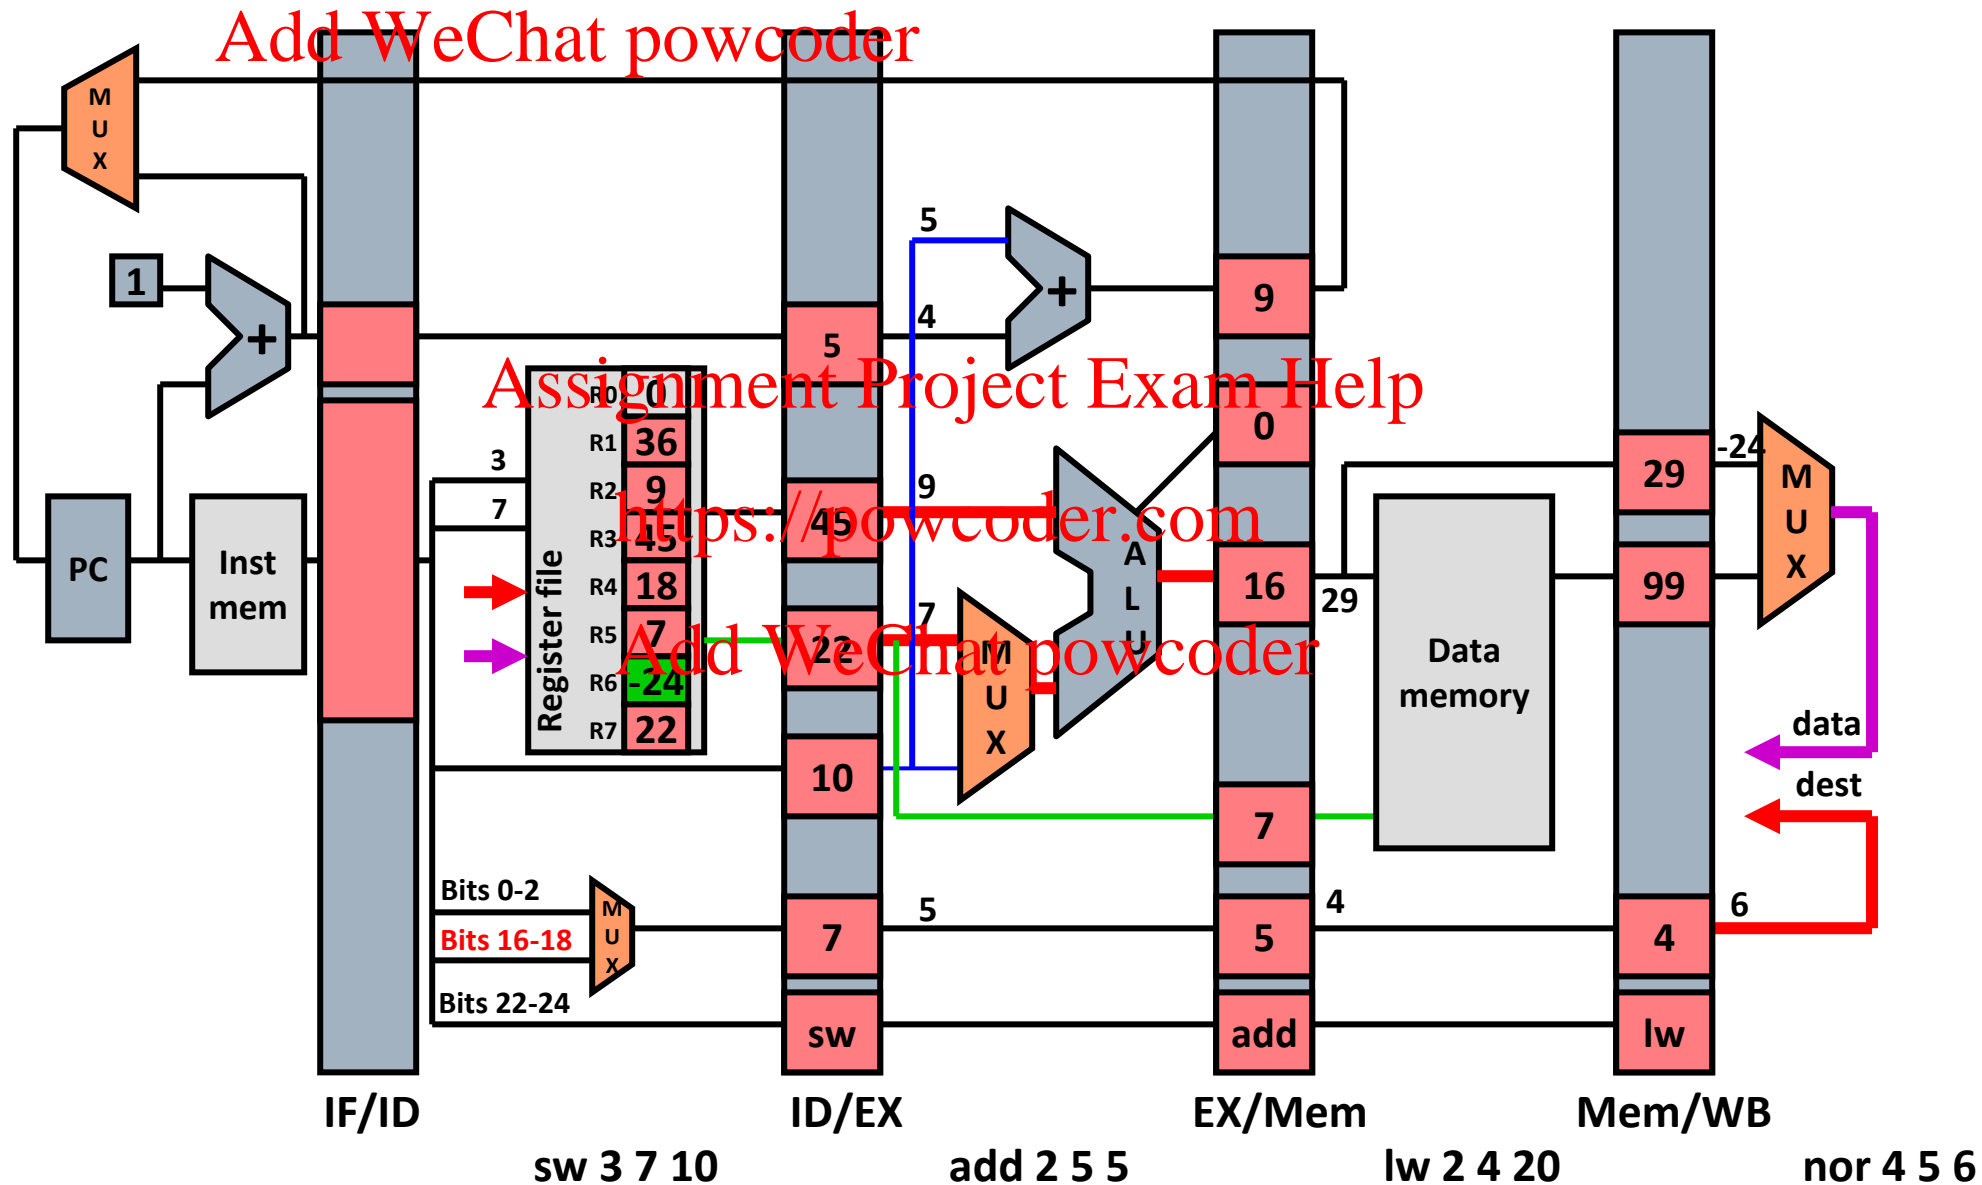 Add WeChat powcoder
MUX
5
1
+
+
9
4
5
Assignment Project Exam Help
R0 0
0
R1 36
3
-24
29
MUX
R2 9
9
45
7
https://powcoder.com
R3 45
PC
Inst mem
Register file
R4 18
ALU
16
29
99
R5 7
7
22
Add WeChat powcoder
MUX
Data memory
R6 -24
R7 22
data
10
dest
7
Bits 0-2
MUX
Bits 16-18
7
5
5
4
4
6
Bits 22-24
sw
add
lw
IF/ID
ID/EX
EX/Mem
Mem/WB
sw 3 7 10
add 2 5 5
lw 2 4 20
nor 4 5 6